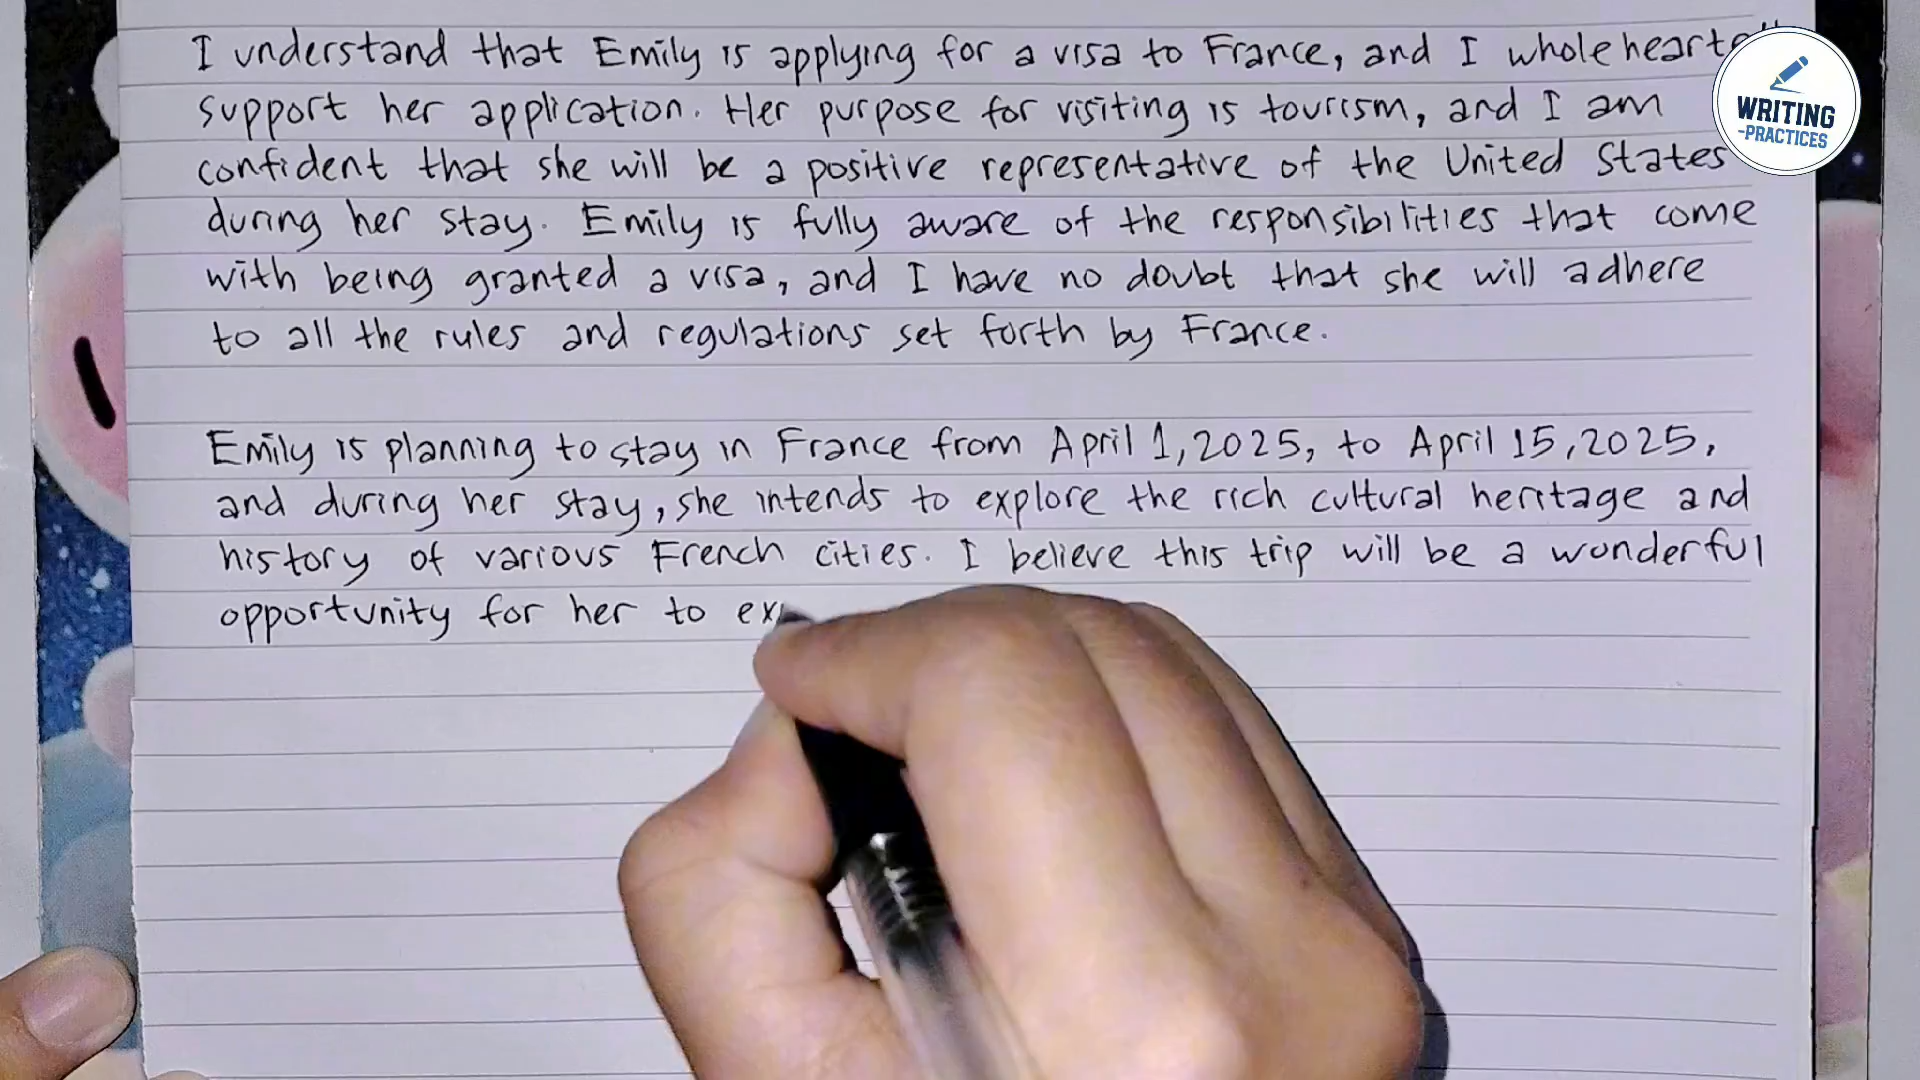 I understand that Emily is applying for a visa to France, and I
support her application. Her purpose for visiting is tourism, and I am
confident that she will be a positive representative of the United States
during her stay. Emily is fully aware of the responsibilities that come
with being granted a visa, and I have no doubt that she will adhere
to all the rules and regulations set forth by France.
Emily is planning to stay in France from April 1, 2025, to April 15, 2025,
and during her stay, she intends to explore the rich cultural heritage and
history of various French cities. I believe this trip will be a wonderful
opportunity for her to
WRITING
-PRACTICES